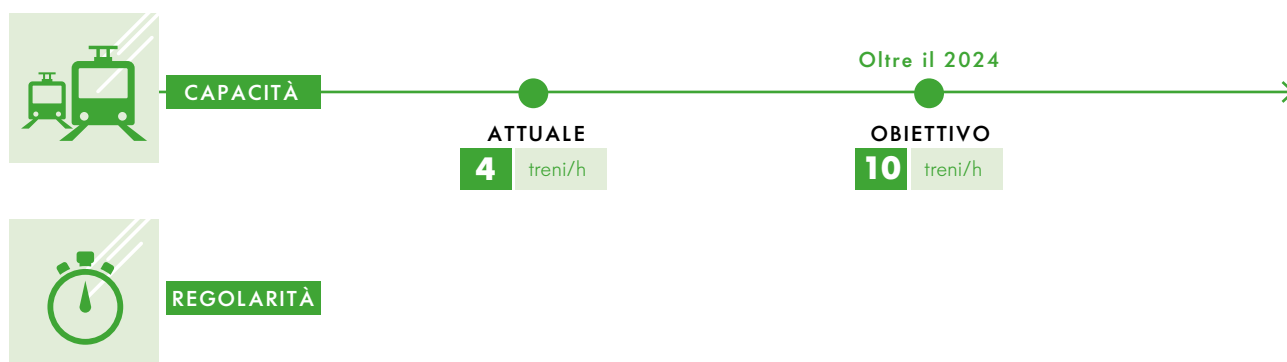 Oltre il 2024
CAPACITÀ
ATTUALE
OBIETTIVO
4 treni/h
10 treni/h
REGOLARITÀ